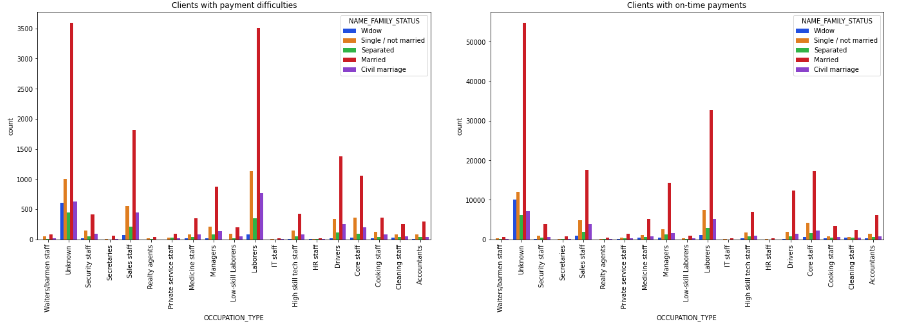 Clients with payment difficulties
3500
3000
2500
2000
1500
1000
500
0
count
NAME_FAMILY_STATUS
Widow
Single / not married
Separated
Married
Civil marriage
Waiters/barmen staff
Unknown
Security staff
Secretaries
Sales staff
Realty agents
Private service staff
Medicine staff
Managers
Low-skill Laborers
Laborers
IT staff
High skill tech staff
HR staff
Drivers
Core staff
Cooking staff
Cleaning staff
Accountants
OCCUPATION_TYPE
Clients with on-time payments
50000
40000
30000
20000
10000
0
count
NAME_FAMILY_STATUS
Widow
Single / not married
Separated
Married
Civil marriage
Waiters/barmen staff
Unknown
Security staff
Secretaries
Sales staff
Realty agents
Private service staff
Medicine staff
Managers
Low-skill Laborers
Laborers
IT staff
High skill tech staff
HR staff
Drivers
Core staff
Cooking staff
Cleaning staff
Accountants
OCCUPATION_TYPE